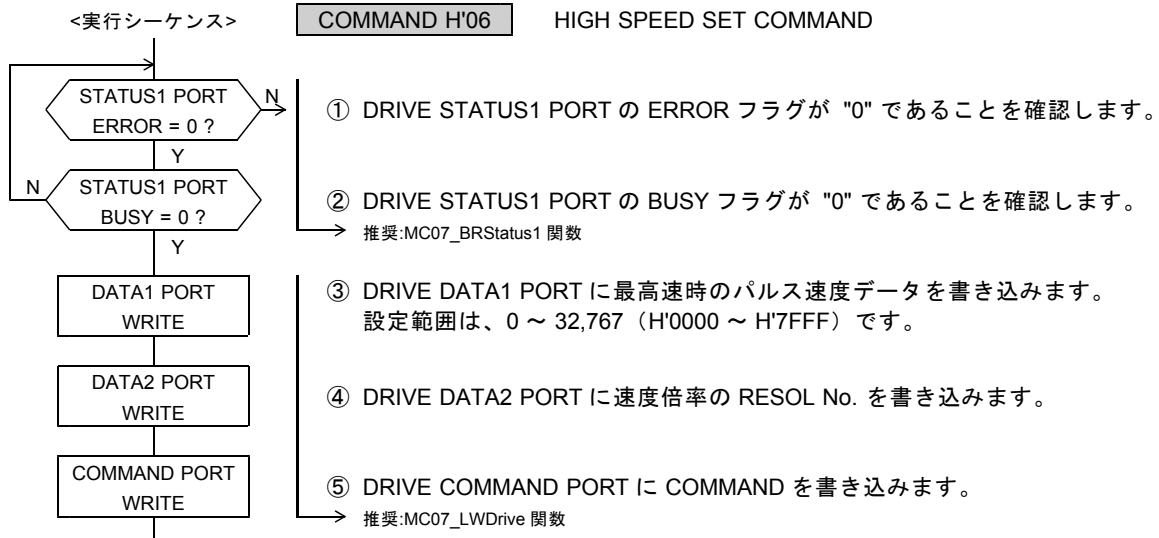 <実行シーケンス>
COMMAND H'06 HIGH SPEED SET COMMAND
STATUS1 PORT
ERROR = 0 ?
N
Y
① DRIVE STATUS1 PORT の ERROR フラグが "0" であることを確認します。
N
STATUS1 PORT
BUSY = 0 ?
Y
② DRIVE STATUS1 PORT の BUSY フラグが "0" であることを確認します。
推奨:MC07_BRStatus1 関数
DATA1 PORT
WRITE
③ DRIVE DATA1 PORT に最高速時のパルス速度データを書き込みます。
設定範囲は、0 ～ 32,767（H'0000 ～ H'7FFF）です。
DATA2 PORT
WRITE
④ DRIVE DATA2 PORT に速度倍率の RESOL No. を書き込みます。
COMMAND PORT
WRITE
⑤ DRIVE COMMAND PORT に COMMAND を書き込みます。
推奨:MC07_LWDrive 関数